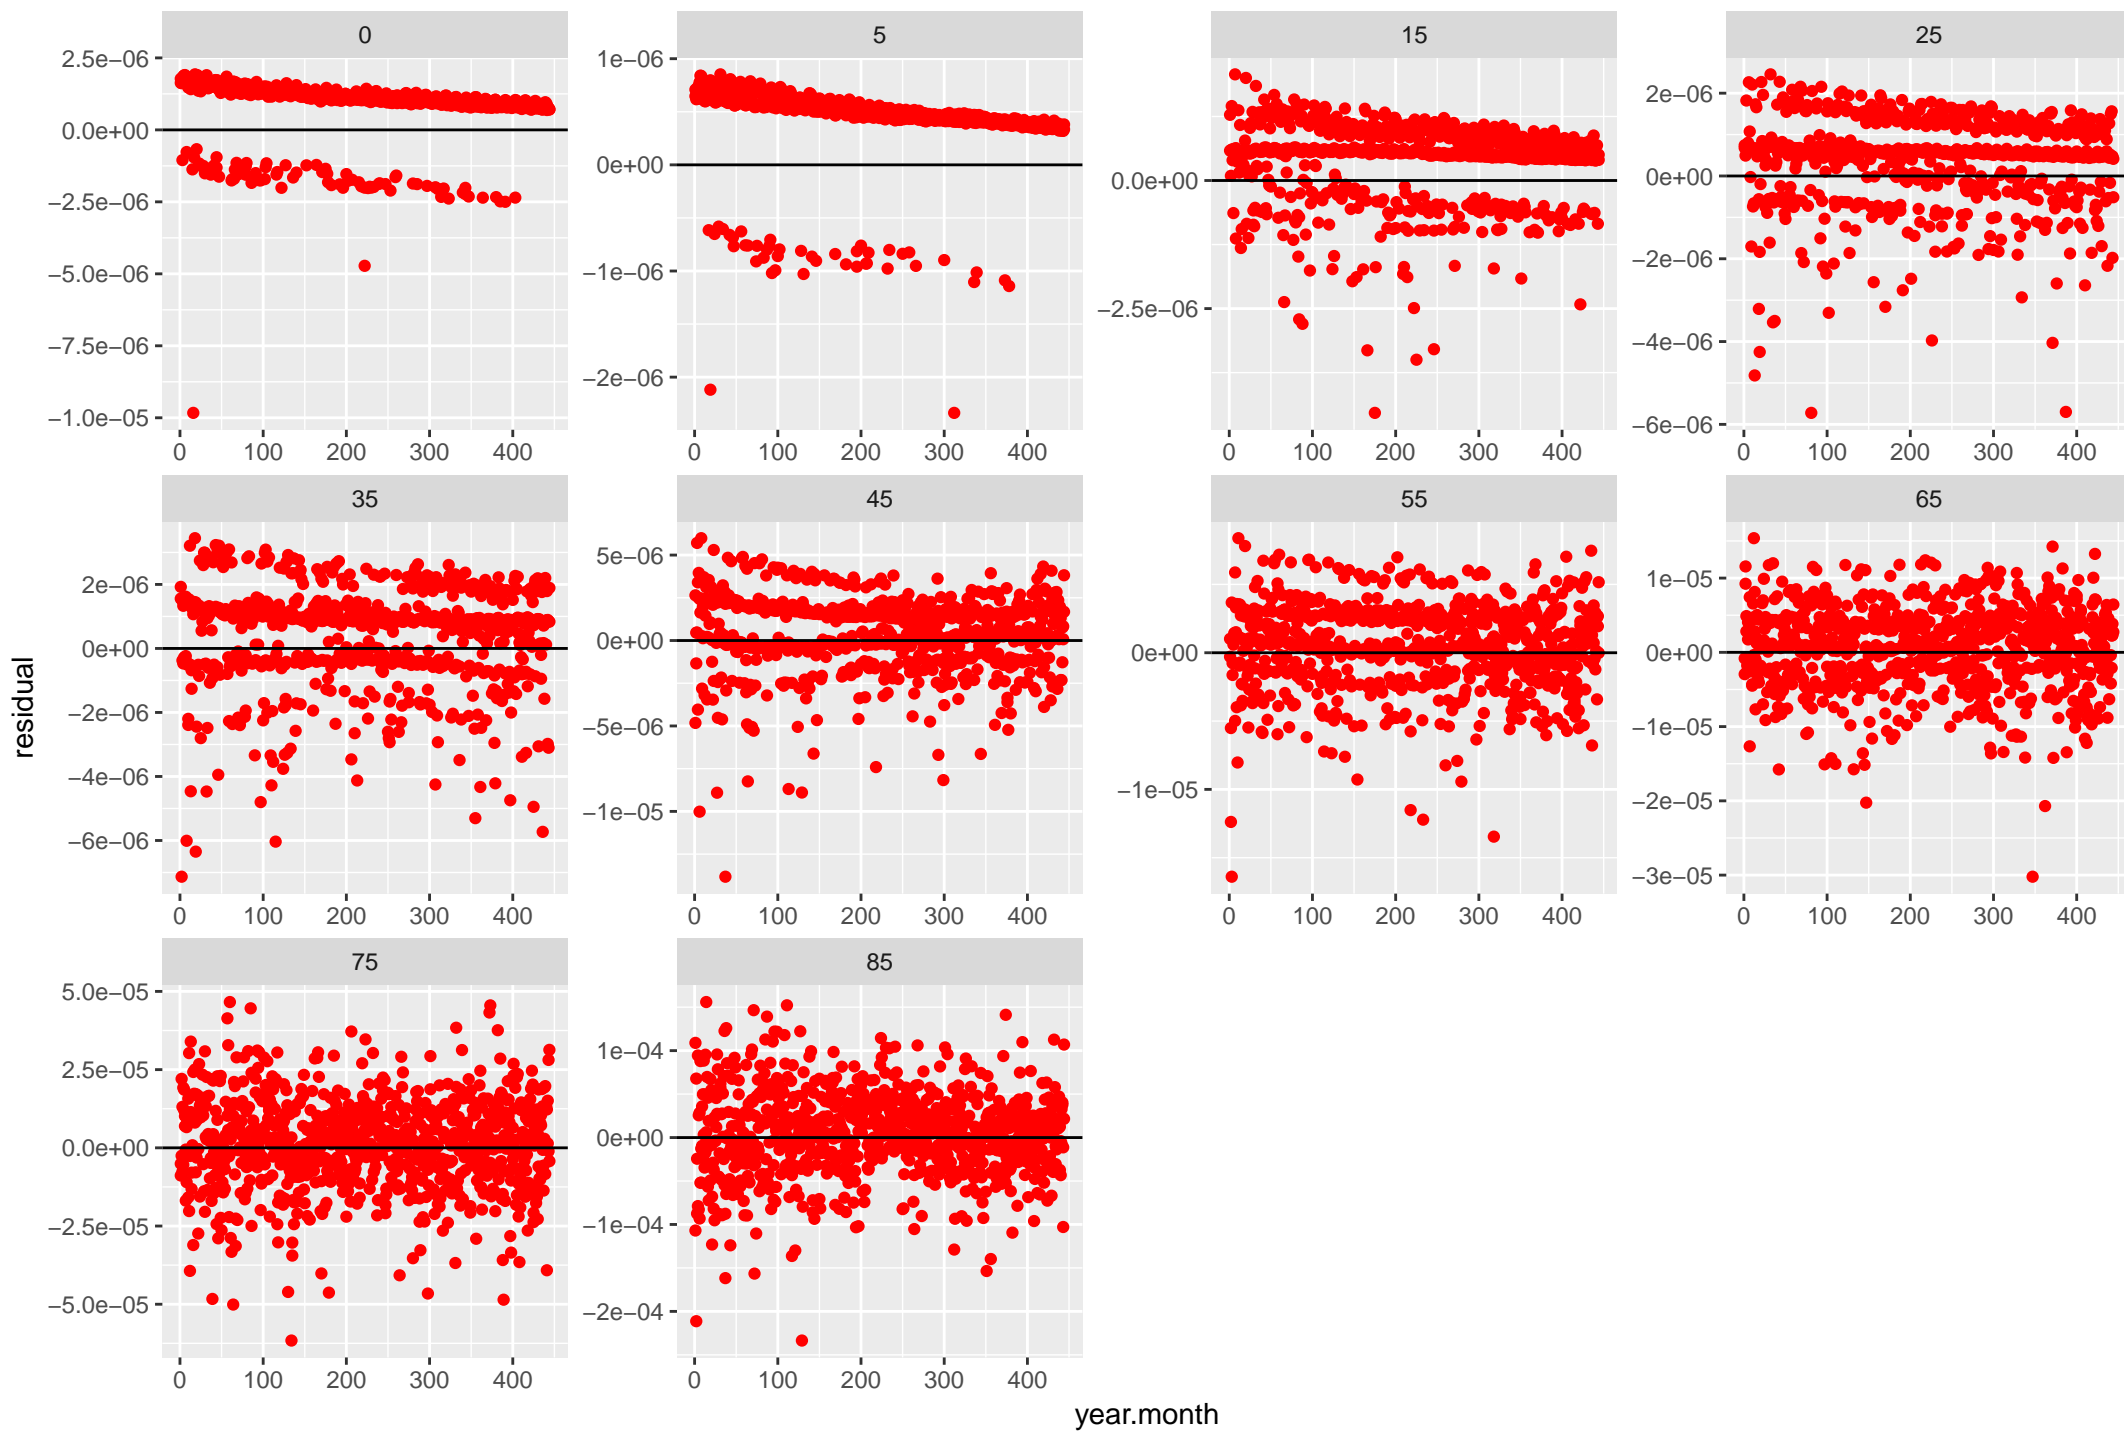 0 5 15 25
2.5e−06
0.0e+00
−2.5e−06
−5.0e−06
−7.5e−06
−1.0e−05
0 100 200 300 400
1e−06
0e+00
−1e−06
−2e−06
0 100 200 300 400
0.0e+00
−2.5e−06
0 100 200 300 400
2e−06
0e+00
−2e−06
−4e−06
−6e−06
0 100 200 300 400
35 45 55 65
2e−06
0e+00
−2e−06
−4e−06
−6e−06
0 100 200 300 400
5e−06
0e+00
−5e−06
−1e−05
0 100 200 300 400
0e+00
−1e−05
0 100 200 300 400
1e−05
0e+00
−1e−05
−2e−05
−3e−05
0 100 200 300 400
75 85
5.0e−05
2.5e−05
0.0e+00
−2.5e−05
−5.0e−05
0 100 200 300 400
1e−04
0e+00
−1e−04
−2e−04
0 100 200 300 400
residual
year.month